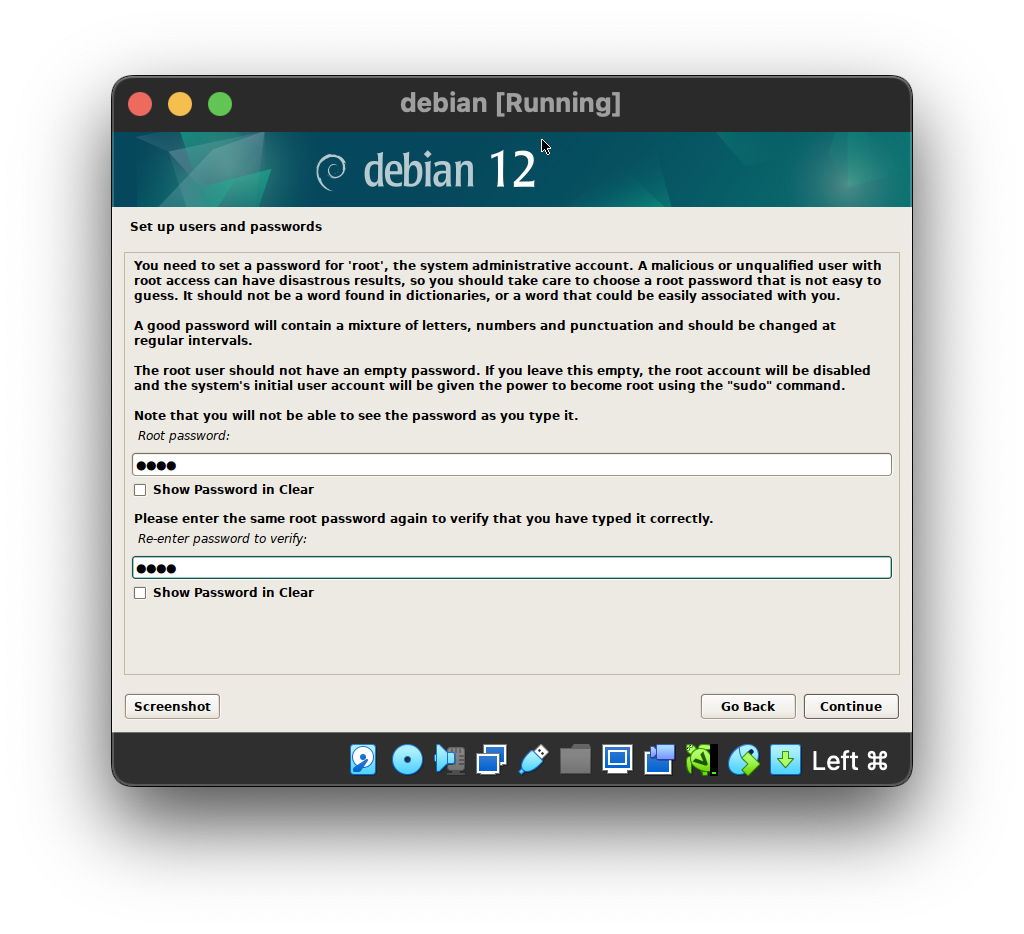 debian [Running]
debian 12
Set up users and passwords
You need to set a password for 'root', the system administrative account. A malicious or unqualified user with
root access can have disastrous results, so you should take care to choose a root password that is not easy to
guess. It should not be a word found in dictionaries, or a word that could be easily associated with you.
A good password will contain a mixture of letters, numbers and punctuation and should be changed at
regular intervals.
The root user should not have an empty password. If you leave this empty, the root account will be disabled
and the system's initial user account will be given the power to become root using the "sudo" command.
Note that you will not be able to see the password as you type it.
Root password:
●●●●
Show Password in Clear
Please enter the same root password again to verify that you have typed it correctly.
Re-enter password to verify:
●●●●
Show Password in Clear
Screenshot Go Back Continue
Left ⌘